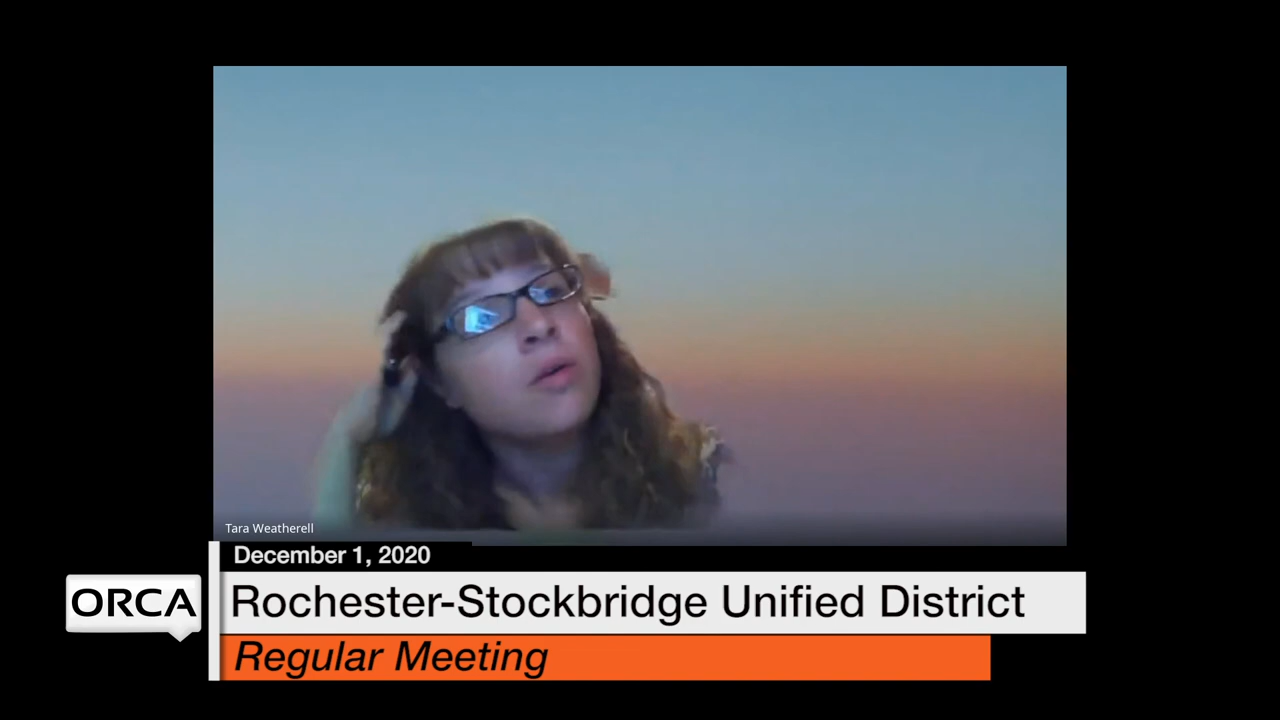 Tara Weatherell
December 1, 2020
ORCA
Rochester-Stockbridge Unified District
Regular Meeting